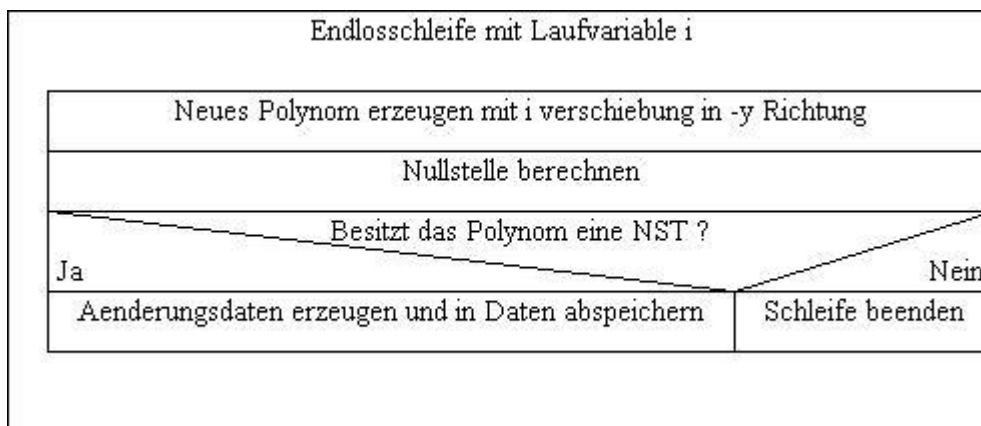 Endlosschleife mit Laufvariable i
Neues Polynom erzeugen mit i verschiebung in -y Richtung
Nullstelle berechnen
Besitzt das Polynom eine NST ?
Ja
Nein
Aenderungsdaten erzeugen und in Daten abspeichern
Schleife beenden